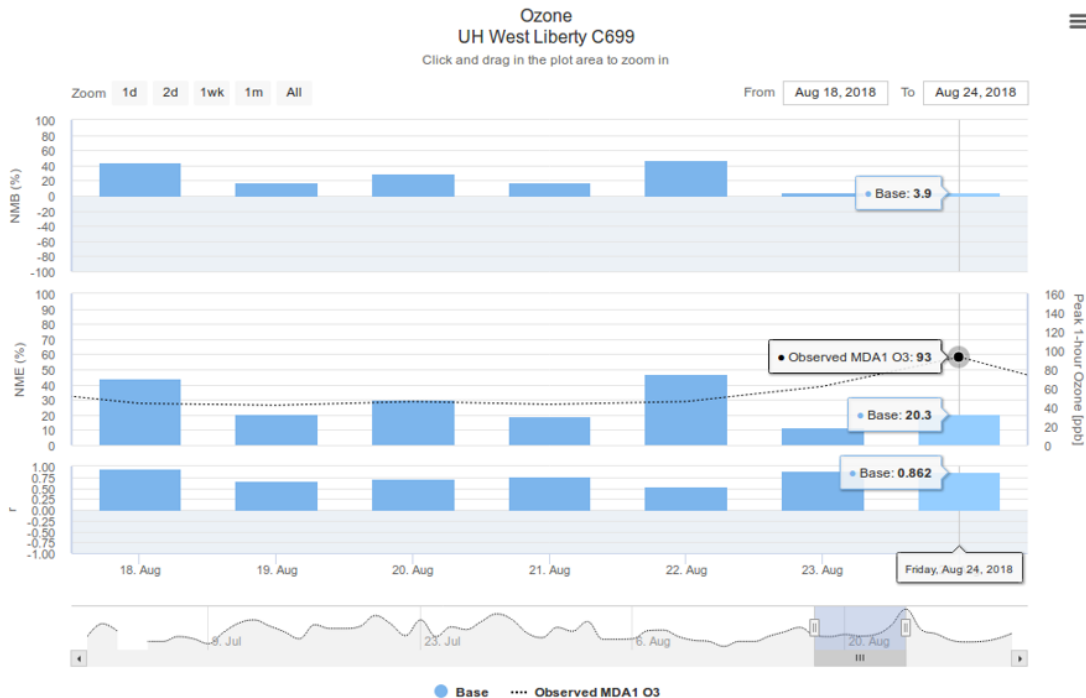 Ozone
UH West Liberty C699
Click and drag in the plot area to zoom in
Zoom 1d 2d 1wk 1m All From Aug 18, 2018 To Aug 24, 2018
NMB (%)
100
80
60
40
20
0
-20
-40
-60
-80
-100
Base: 3.9
NME (%)
100
90
80
70
60
50
40
30
20
10
0
Observed MDA1 O3: 93
Base: 20.3
160
140
120
100
80
60
40
20
0
Peak 1-hour Ozone [ppb]
r
1.00
0.75
0.50
0.25
0.00
-0.25
-0.50
-0.75
-1.00
Base: 0.862
18. Aug 19. Aug 20. Aug 21. Aug 22. Aug 23. Aug Friday, Aug 24, 2018
9. Jul 23. Jul 6. Aug 20. Aug
Base Observed MDA1 O3